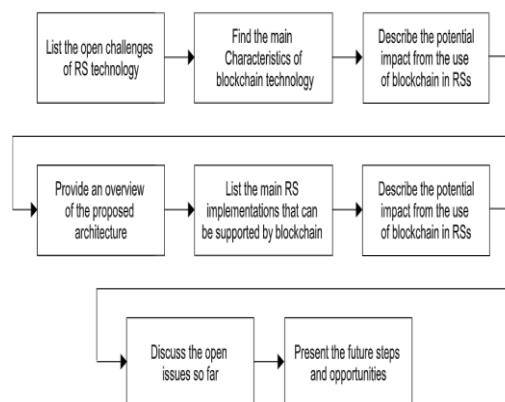 List the open challenges
of RS technology
Find the main
Characteristics of
blockchain technology
Describe the potential
impact from the use
of blockchain in RSs
Provide an overview
of the proposed
architecture
List the main RS
implementations that can
be supported by blockchain
Describe the potential
impact from the use
of blockchain in RSs
Discuss the open
issues so far
Present the future steps
and opportunities